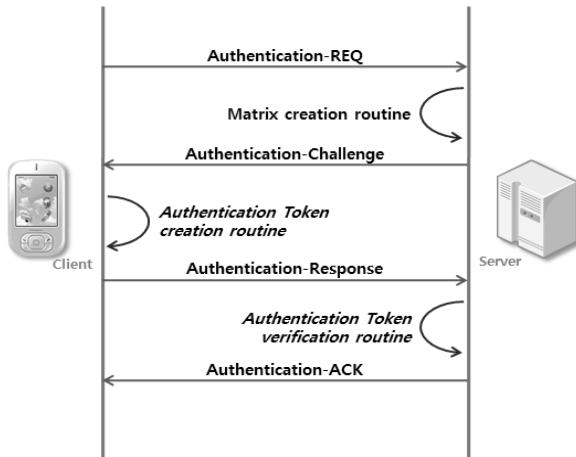 Authentication-REQ
Matrix creation routine
Authentication-Challenge
Authentication Token
creation routine
Client
Server
Authentication-Response
Authentication Token
verification routine
Authentication-ACK